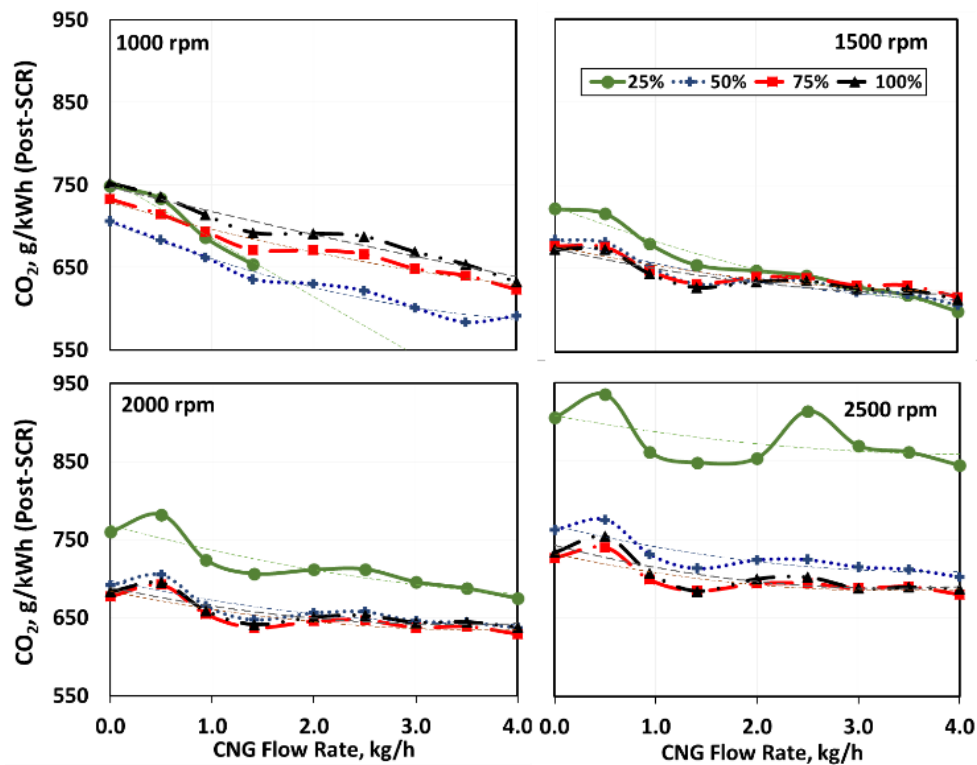 CO₂, g/kWh (Post-SCR)
950
850
750
650
550
1000 rpm
1500 rpm
25% 50% 75% 100%
CO₂, g/kWh (Post-SCR)
950
850
750
650
550
2000 rpm
2500 rpm
0.0 1.0 2.0 3.0 4.0
0.0 1.0 2.0 3.0 4.0
CNG Flow Rate, kg/h
CNG Flow Rate, kg/h